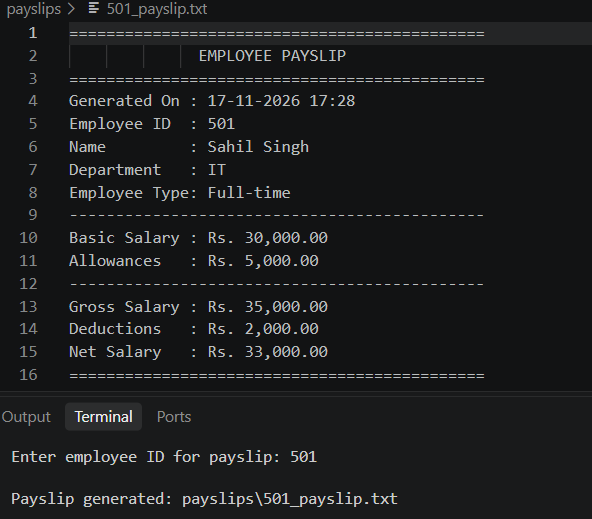 payslips > 501_payslip.txt
1 =============================================
2 EMPLOYEE PAYSLIP
3 =============================================
4 Generated On : 17-11-2026 17:28
5 Employee ID  : 501
6 Name         : Sahil Singh
7 Department   : IT
8 Employee Type: Full-time
9 ---------------------------------------------
10 Basic Salary : Rs. 30,000.00
11 Allowances   : Rs. 5,000.00
12 ---------------------------------------------
13 Gross Salary : Rs. 35,000.00
14 Deductions   : Rs. 2,000.00
15 Net Salary   : Rs. 33,000.00
16 =============================================
Output Terminal Ports
Enter employee ID for payslip: 501
Payslip generated: payslips\501_payslip.txt